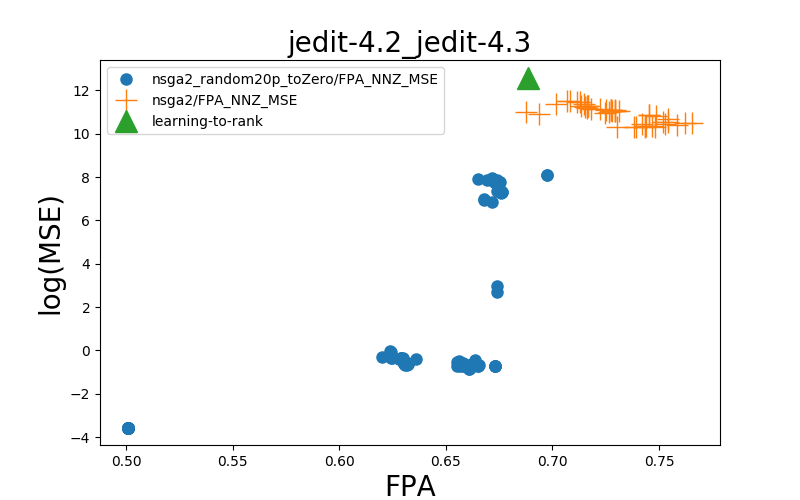 jedit-4.2_jedit-4.3
nsga2_random20p_toZero/FPA_NNZ_MSE
nsga2/FPA_NNZ_MSE
learning-to-rank
log(MSE)
12
10
8
6
4
2
0
−2
−4
0.50 0.55 0.60 0.65 0.70 0.75
FPA